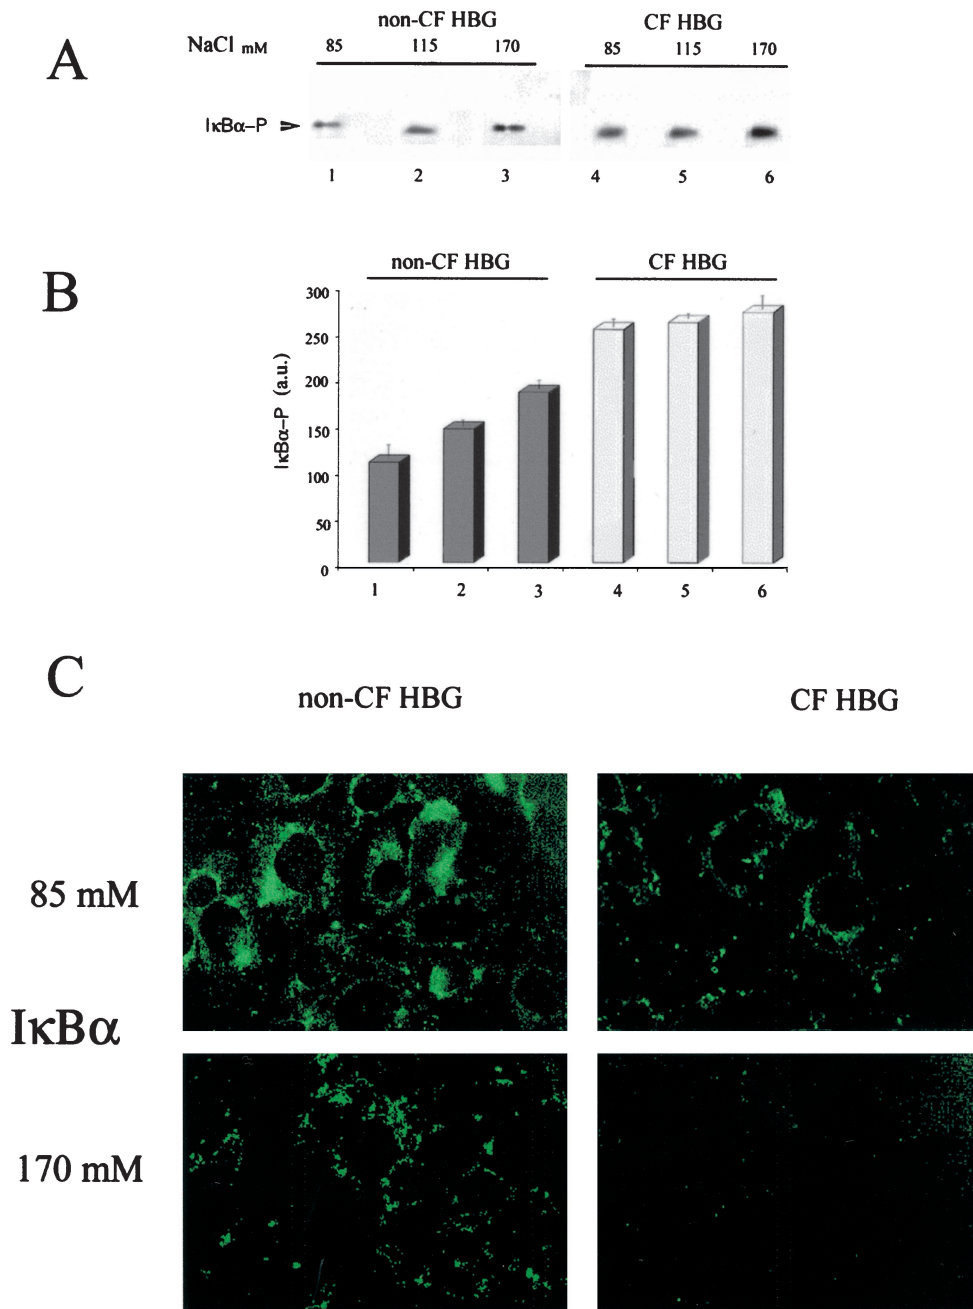 A
non-CF HBG
CF HBG
NaCl mM
85
115
170
85
115
170
IκBα-P
1
2
3
4
5
6
B
non-CF HBG
CF HBG
IκBα-P (a.u.)
300
250
200
150
100
50
0
1
2
3
4
5
6
C
non-CF HBG
CF HBG
85 mM
IκBα
170 mM